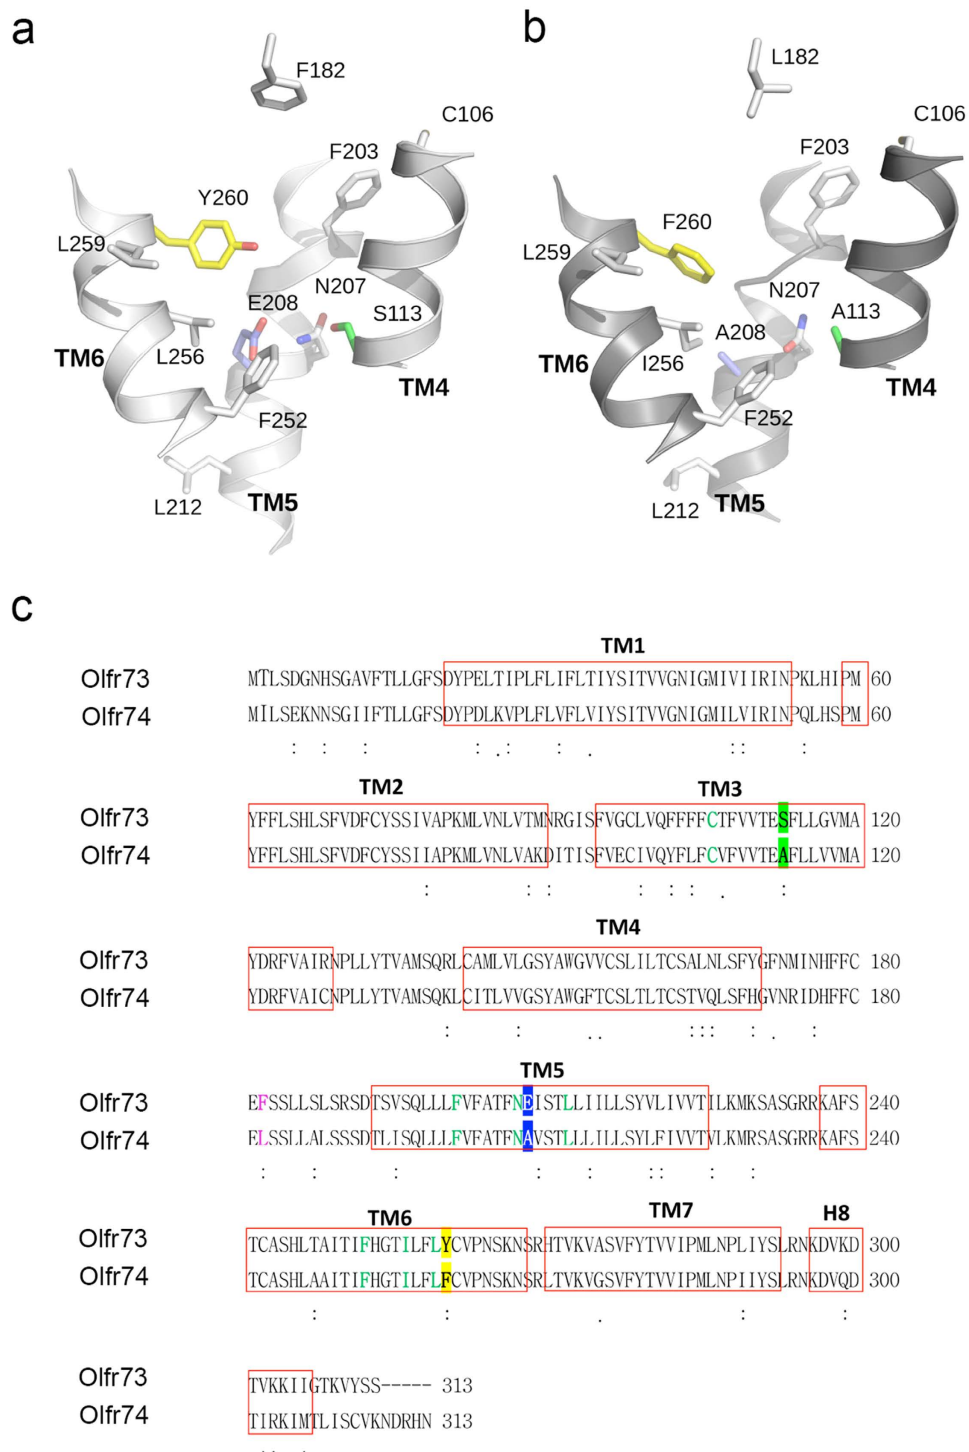 a
F182
C106
F203
Y260
L259
N207
E208
S113
L256
TM6
TM4
F252
L212
TM5
b
L182
C106
F203
F260
L259
N207
A113
A208
I256
TM6
TM4
F252
L212
TM5
c
TM1
Olfr73 MTLSDGNHSGAVFTLLGFSDYPELTIPLFLIFLTIYSITVVGNIGMIVIIRINPKLHIPM 60
Olfr74 MILSEKNNSGIIFTLLGFSDYPDLKVPLFLVFLVIYSITVVGNIGMILVIRINPQLHSPM 60
: : : : . : : . : : :
TM2 TM3
Olfr73 YFFLSHLSFVDFCYSSIVAPKMLVNLVTMNRGISFVGCLVQFFFFCTFVVTESFLLGVMA 120
Olfr74 YFFLSHLSFVDFCYSSIIAPKMLVNLVAKDITISFVECIVQYFLFCVFVVTEAFLLVVMA 120
: : : : : : . :
TM4
Olfr73 YDRFVAIRNPLLYTVAMSQRLCAMLVLGSYAWGVVCSLILTCSALNLSFYGFNMINHFFC 180
Olfr74 YDRFVAICNPLLYTVAMSQKLCITLVVGSYAWGFTCSLTLTCSTVQLSFHGVNRIDHFFC 180
: : . . : : : : . :
TM5
Olfr73 EFSSLLSLSRSDTSVSQLLLFVFATFNEISTLLIILLSYVLIVVTILKMKSASGRRKAFS 240
Olfr74 ELSSLLALSSSDTLISQLLLFVFATFNAVSTLLIILLSYLFIVVTVLKMRSASGRRKAFS 240
: : : : : : : :
TM6 TM7 H8
Olfr73 TCASHLTAITIFHGTILFLYCVPNSKNSRHTVKVASVFYTVVIPMLNPLIYSLRNKDVKD 300
Olfr74 TCASHLAAITIFHGTILFLFCVPNSKNSRLTVKVGSVFYTVVIPMLNPIIYSLRNKDVQD 300
: : . : :
Olfr73 TVKKIIGTKVYSS----- 313
Olfr74 TIRKIMTLISCVKNDRHN 313